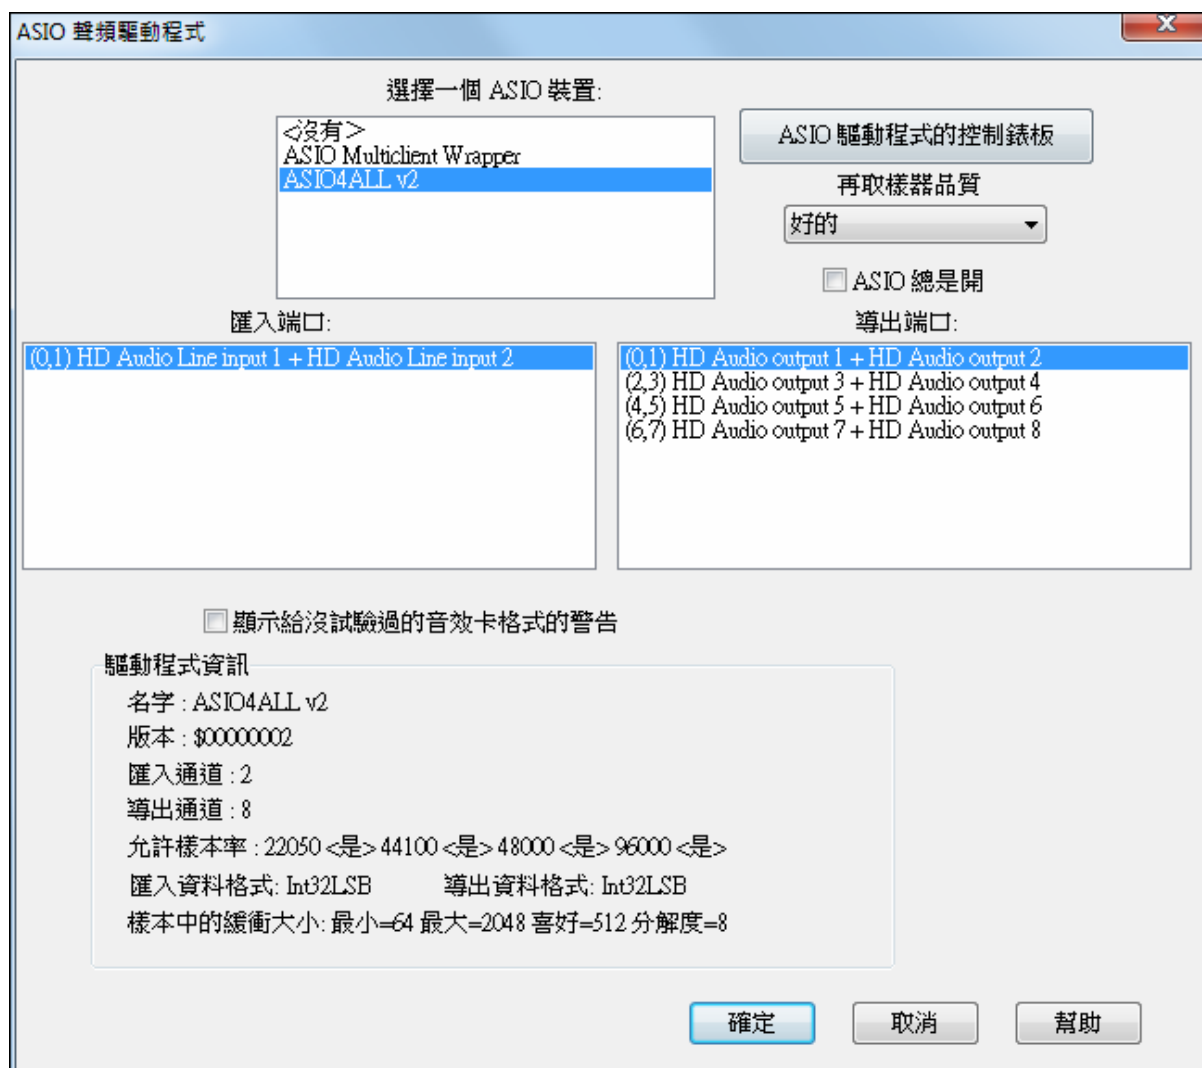 ASIO 聲頻驅動程式
選擇一個 ASIO 裝置:
<沒有>
ASIO Multiclient Wrapper
ASIO4ALL v2
ASIO 驅動程式的控制錶板
再取樣器品質
好的
ASIO 總是開
匯入端口:
(0,1) HD Audio Line input 1 + HD Audio Line input 2
導出端口:
(0,1) HD Audio output 1 + HD Audio output 2
(2,3) HD Audio output 3 + HD Audio output 4
(4,5) HD Audio output 5 + HD Audio output 6
(6,7) HD Audio output 7 + HD Audio output 8
顯示給沒試驗過的音效卡格式的警告
驅動程式資訊
名字 : ASIO4ALL v2
版本 : $00000002
匯入通道 : 2
導出通道 : 8
允許樣本率 : 22050 <是> 44100 <是> 48000 <是> 96000 <是>
匯入資料格式: Int32LSB 導出資料格式: Int32LSB
樣本中的緩衝大小: 最小=64 最大=2048 喜好=512 分解度=8
確定
取消
幫助